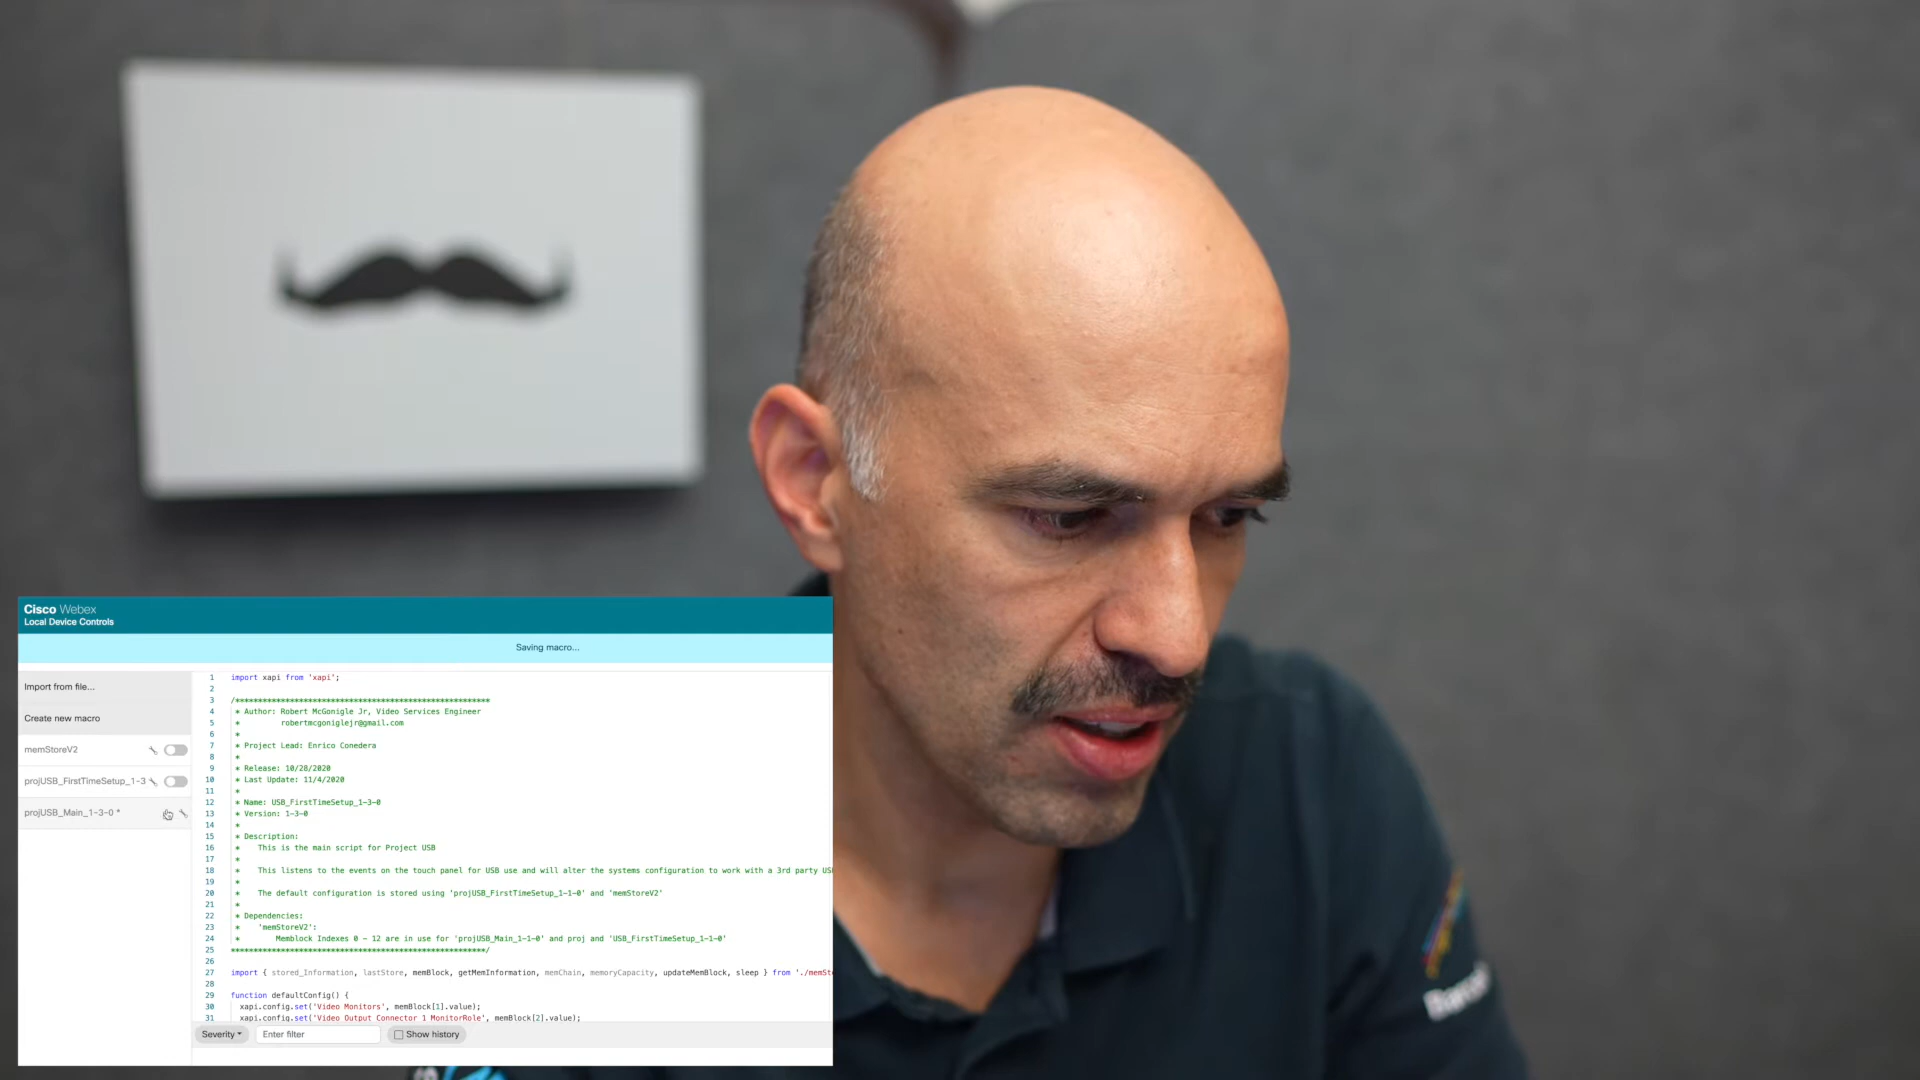 Cisco Webex
Local Device Controls
Saving macro...
Import from file...
Create new macro
memStoreV2
projUSB_FirstTimeSetup_1-3
projUSB_Main_1-3-0 *
1 import xapi from 'xapi';
2
3 /*********************************************************
4 * Author: Robert McGonigle Jr, Video Services Engineer
5 * robertmcgoniglejr@gmail.com
6 *
7 * Project Lead: Enrico Conedera
8 *
9 * Release: 10/28/2020
10 * Last Update: 11/4/2020
11 *
12 * Name: USB_FirstTimeSetup_1-3-0
13 * Version: 1-3-0
14 *
15 * Description:
16 * This is the main script for Project USB
17 *
18 * This listens to the events on the touch panel for USB use and will alter the systems configuration to work with a 3rd party US
19 *
20 * The default configuration is stored using 'projUSB_FirstTimeSetup_1-1-0' and 'memStoreV2'
21 *
22 * Dependencies:
23 * 'memStoreV2':
24 * Memblock Indexes 0 - 12 are in use for 'projUSB_Main_1-1-0' and proj and 'USB_FirstTimeSetup_1-1-0'
25 *********************************************************/
26
27 import { stored_Information, lastStore, memBlock, getMemInformation, memChain, memoryCapacity, updateMemBlock, sleep } from './memSt
28
29 function defaultConfig() {
30 xapi.config.set('Video Monitors', memBlock[1].value);
31 xapi.config.set('Video Output Connector 1 MonitorRole', memBlock[2].value);
Severity
Enter filter
Show history